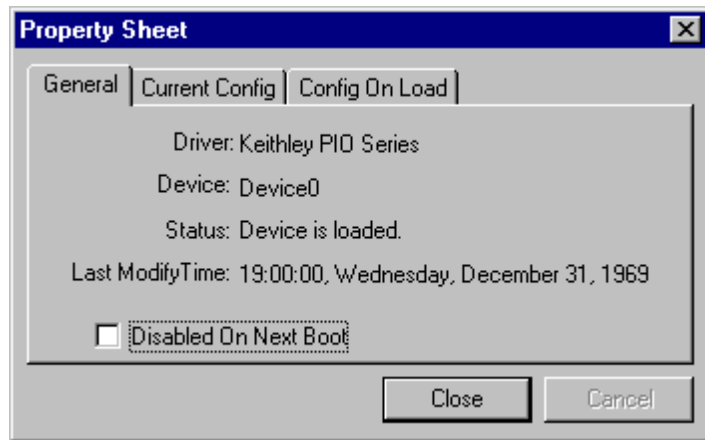 Property Sheet
General Current Config Config On Load
Driver: Keithley PIO Series
Device: Device0
Status: Device is loaded.
Last ModifyTime: 19:00:00, Wednesday, December 31, 1969
Disabled On Next Boot
Close Cancel